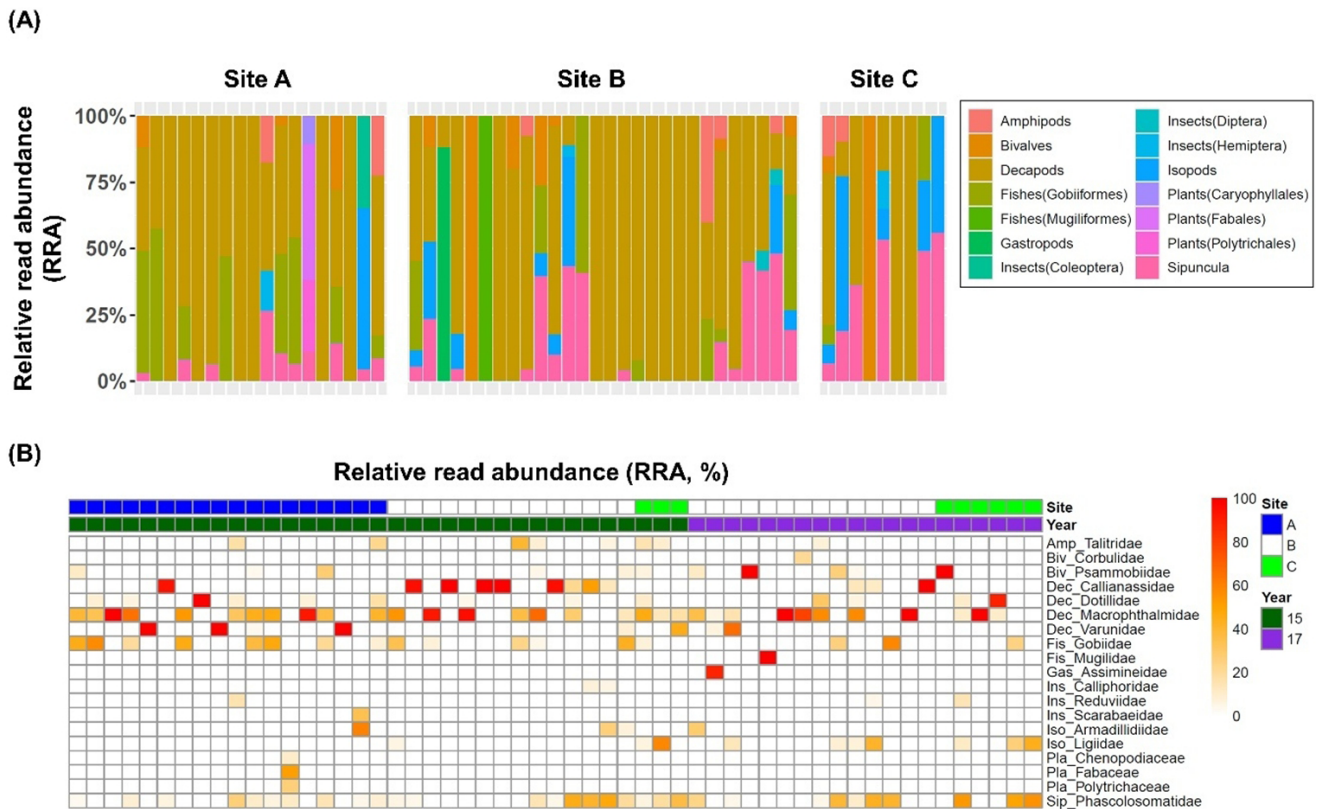 (A)
Site A
Site B
Site C
Relative read abundance
(RRA)
100%
75%
50%
25%
0%
Amphipods
Bivalves
Decapods
Fishes(Gobiiformes)
Fishes(Mugiliformes)
Gastropods
Insects(Coleoptera)
Insects(Diptera)
Insects(Hemiptera)
Isopods
Plants(Caryophyllales)
Plants(Fabales)
Plants(Polytrichales)
Sipuncula
(B)
Relative read abundance (RRA, %)
Site
Year
Amp_Talitridae
Biv_Corbulidae
Biv_Psammobiidae
Dec_Callianassidae
Dec_Dotillidae
Dec_Macrophthalmidae
Dec_Varunidae
Fis_Gobiidae
Fis_Mugilidae
Gas_Assimineidae
Ins_Calliphoridae
Ins_Reduviidae
Ins_Scarabaeidae
Iso_Armadillidiidae
Iso_Ligiidae
Pla_Chenopodiaceae
Pla_Fabaceae
Pla_Polytrichaceae
Sip_Phascolosomatidae
100
80
60
40
20
0
Site
A
B
C
Year
15
17